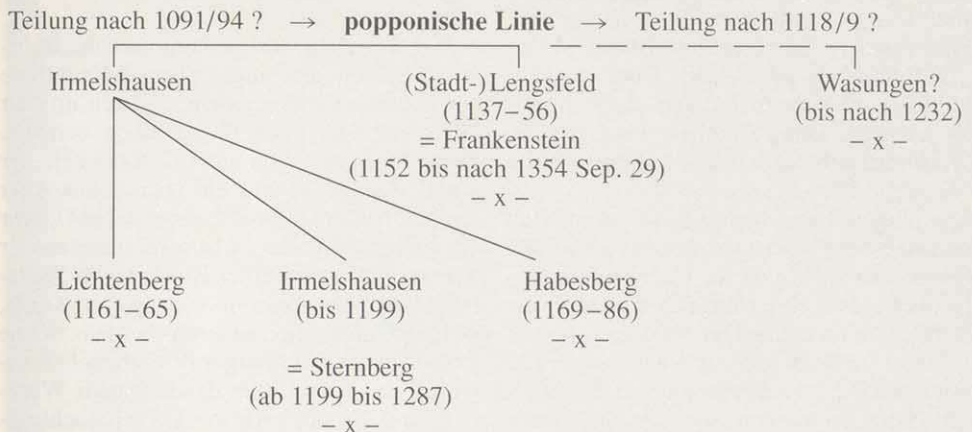 Teilung nach 1091/94 ? → popponische Linie → Teilung nach 1118/9 ?
Irmelshausen
(Stadt-)Lengsfeld
(1137–56)
= Frankenstein
(1152 bis nach 1354 Sep. 29)
– x –
Wasungen?
(bis nach 1232)
– x –
Lichtenberg
(1161–65)
– x –
Irmelshausen
(bis 1199)
= Sternberg
(ab 1199 bis 1287)
– x –
Habesberg
(1169–86)
– x –